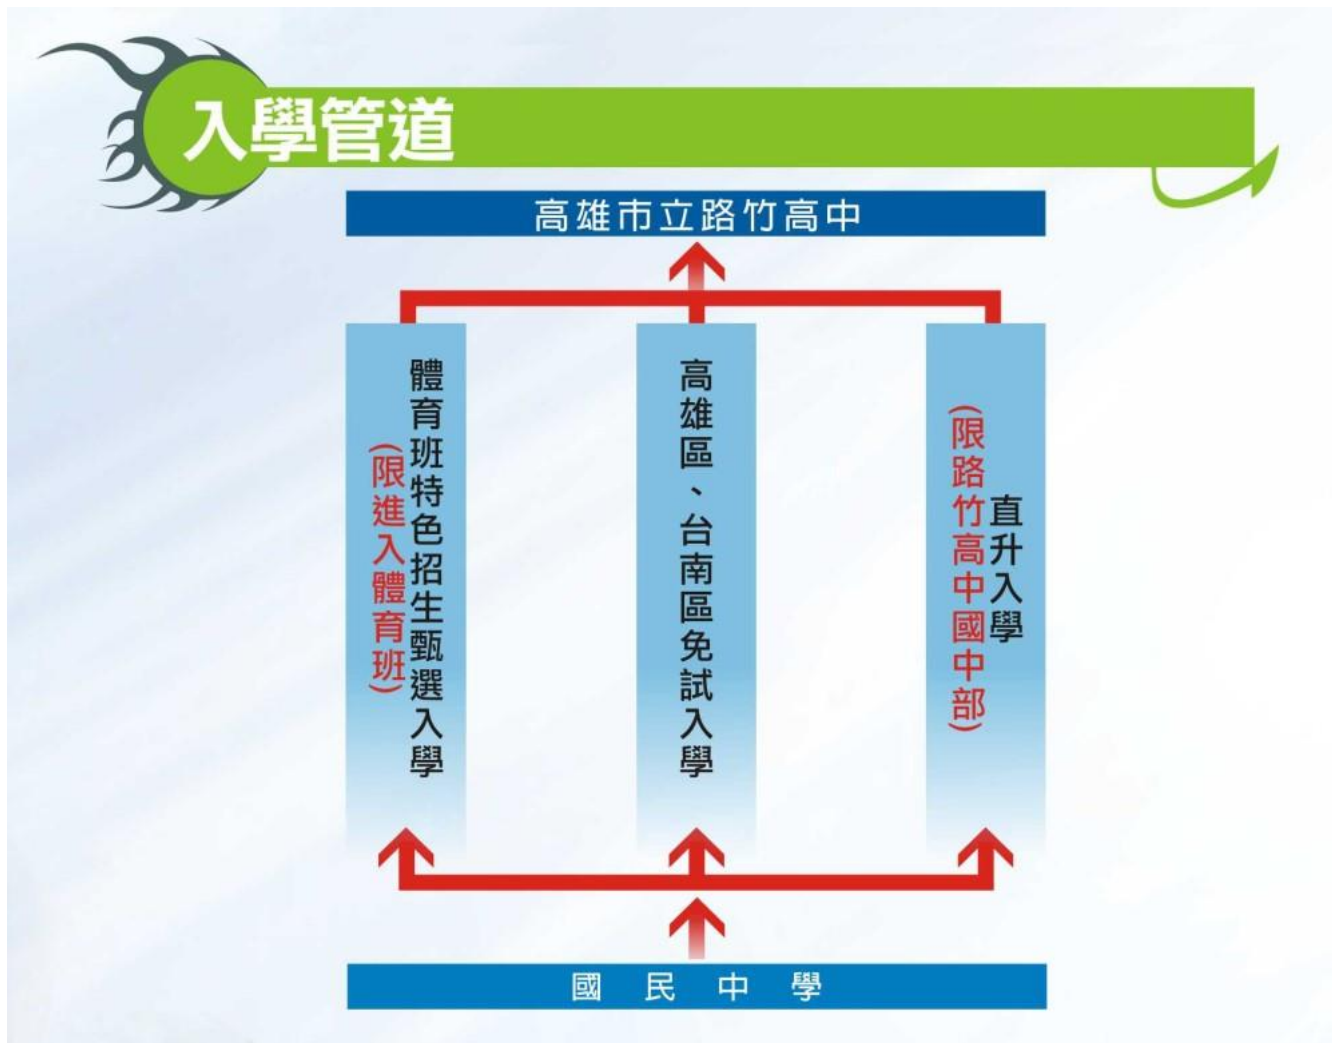 入學管道
高雄市立路竹高中
體育班特色招生甄選入學
(限進入體育班)
高雄區、台南區免試入學
直升入學
(限路竹高中國中部)
國民中學